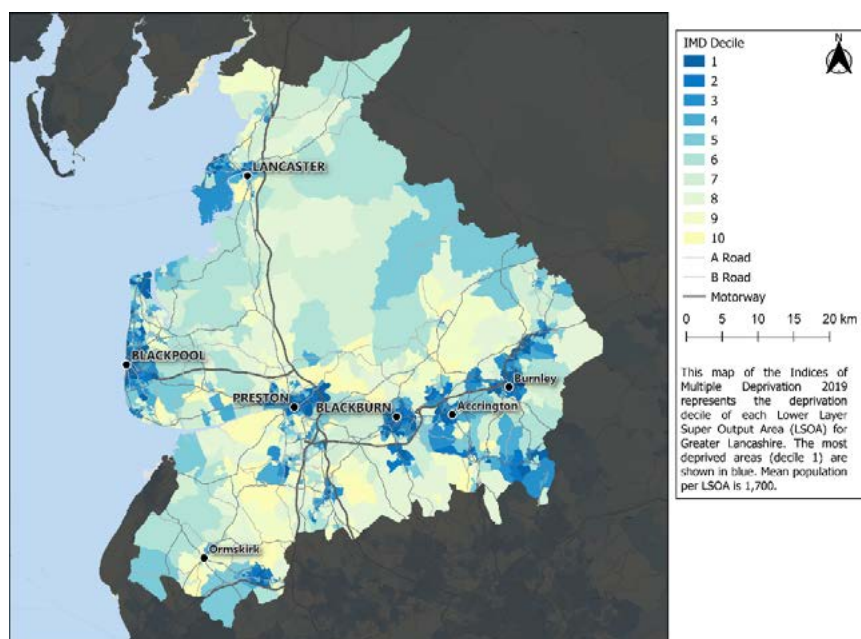 LANCASTER
BLACKPOOL
PRESTON
BLACKBURN
Burnley
Accrington
Ormskirk
IMD Decile
N
1
2
3
4
5
6
7
8
9
10
A Road
B Road
Motorway
0 5 10 15 20 km
This map of the Indices of
Multiple Deprivation 2019
represents the deprivation
decile of each Lower Layer
Super Output Area (LSOA) for
Greater Lancashire. The most
deprived areas (decile 1) are
shown in blue. Mean population
per LSOA is 1,700.